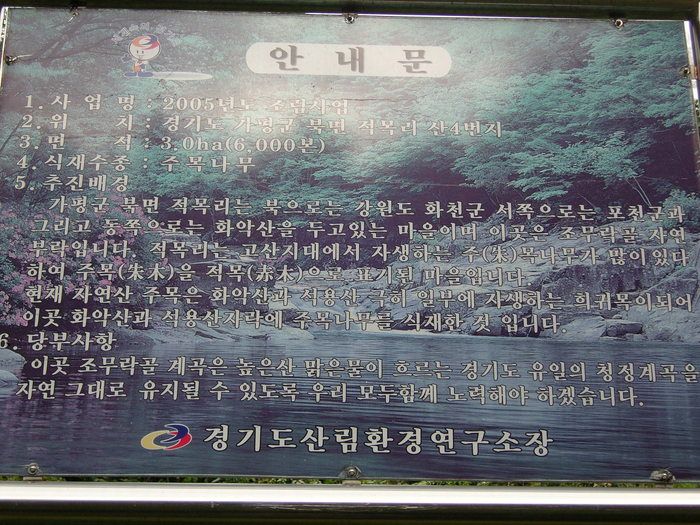 안내문
1. 사 업 명 : 2005년도 조림사업
2. 위 치 : 경기도 가평군 북면 적목리 산4번지
3. 면 적 : 3.0ha(6,000본)
4. 식재수종 : 주목나무
5. 추진배경
가평군 북면 적목리는 북으로는 강원도 화천군 서쪽으로는 포천군과
그리고 동쪽으로는 화악산을 두고있는 마을이며 이곳은 조무락골 자연
부락입니다. 적목리는 고산지대에서 자생하는 주(朱)목나무가 많이 있다
하여 주목(朱木)을 적목(赤木)으로 표기된 마을입니다.
현재 자연산 주목은 화악산과 석용산 극히 일부에 자생하는 희귀목이되어
이곳 화악산과 석용산자락에 주목나무를 식재한 것 입니다.
6. 당부사항
이곳 조무락골 계곡은 높은산 맑은물이 흐르는 경기도 유일의 청정계곡을
자연 그대로 유지될 수 있도록 우리 모두함께 노력해야 하겠습니다.
경기도산림환경연구소장